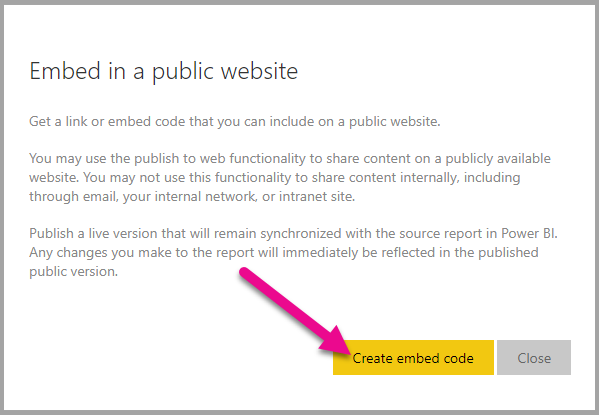 Embed in a public website
Get a link or embed code that you can include on a public website.
You may use the publish to web functionality to share content on a publicly available
website. You may not use this functionality to share content internally, including
through email, your internal network, or intranet site.
Publish a live version that will remain synchronized with the source report in Power BI.
Any changes you make to the report will immediately be reflected in the published
public version.
Create embed code
Close